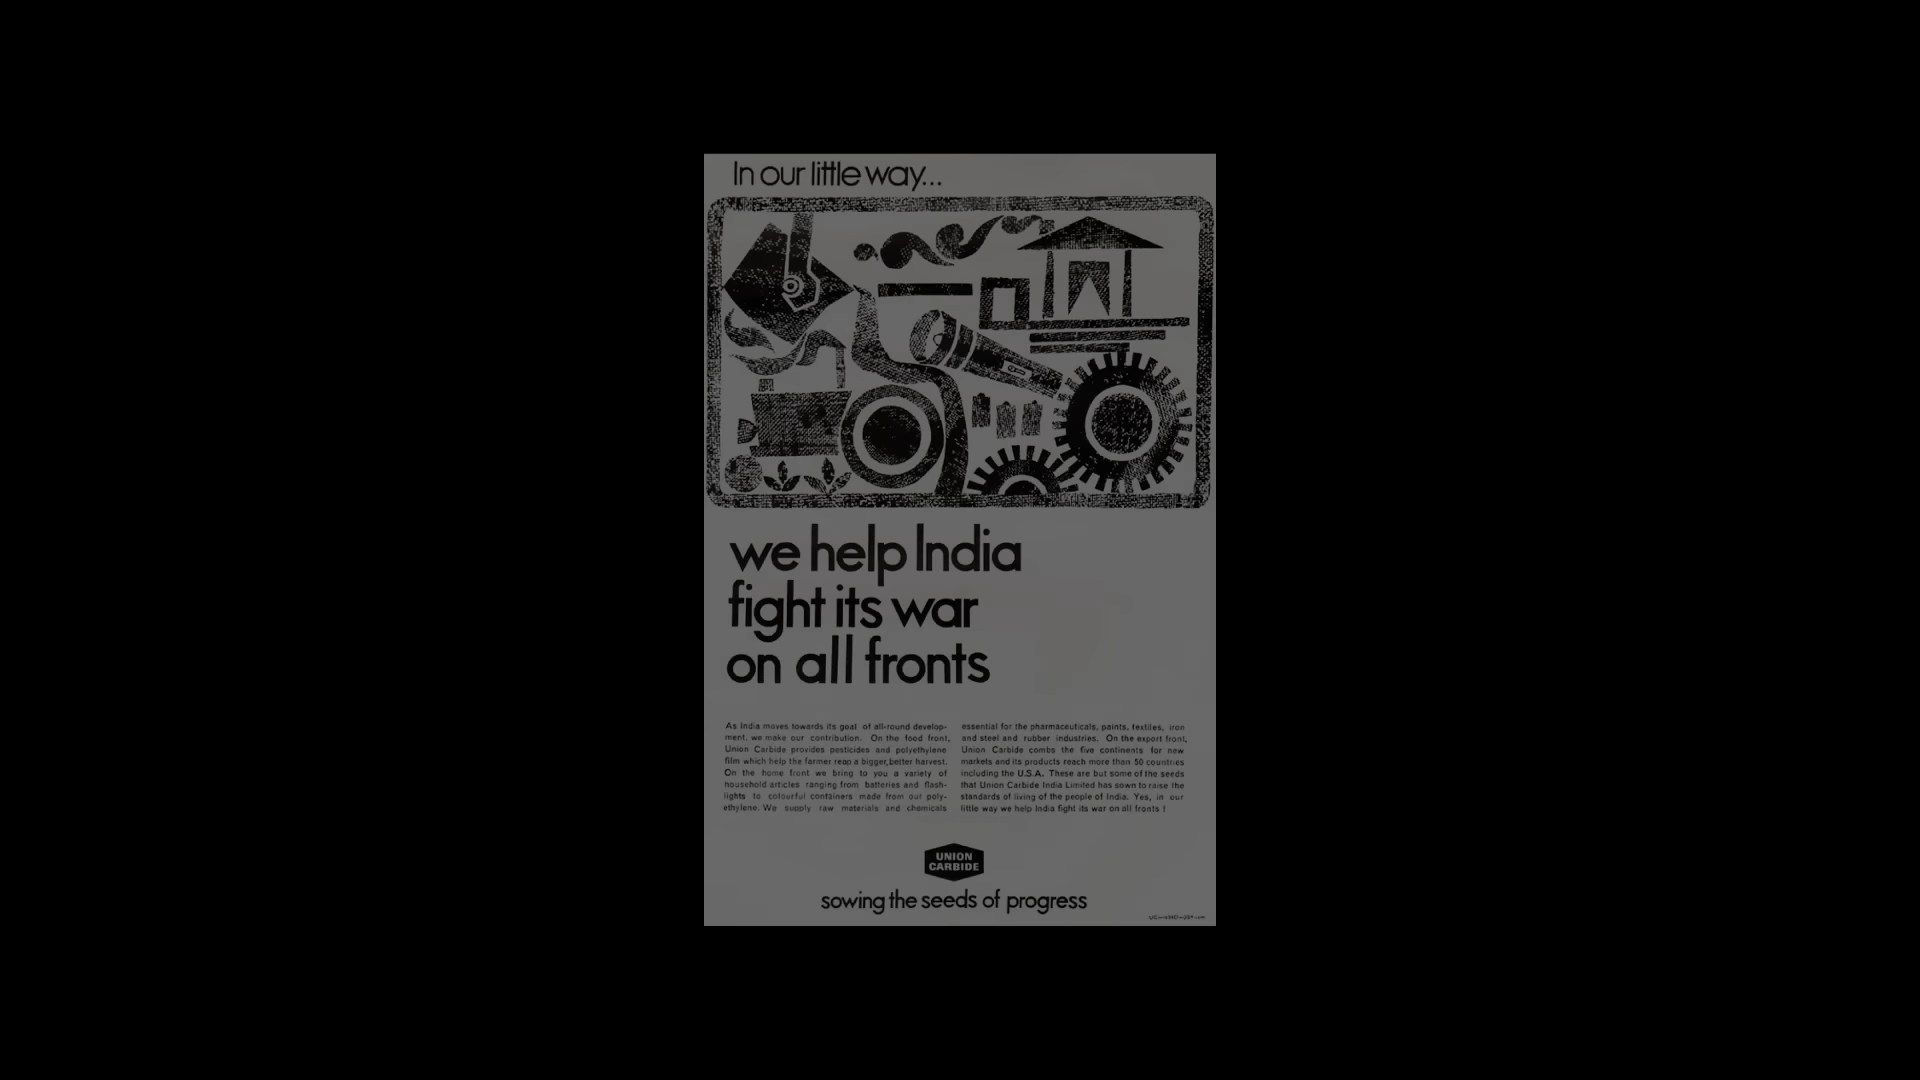 In our little way...
we help India
fight its war
on all fronts
As India moves towards its goal of all-round develop-
ment, we make our contribution. On the food front,
Union Carbide provides pesticides and polyethylene
film which help the farmer reap a bigger, better harvest.
On the home front we bring to you a variety of
household articles ranging from batteries and flash-
lights to colourful containers made from our poly-
ethylene. We supply raw materials and chemicals
essential for the pharmaceuticals, paints, textiles, iron
and steel and rubber industries. On the export front,
Union Carbide combs the five continents for new
markets and its products reach more than 50 countries
including the U.S.A. These are but some of the seeds
that Union Carbide India Limited has sown to raise the
standards of living of the people of India. Yes, in our
little way we help India fight its war on all fronts !
UNION
CARBIDE
sowing the seeds of progress